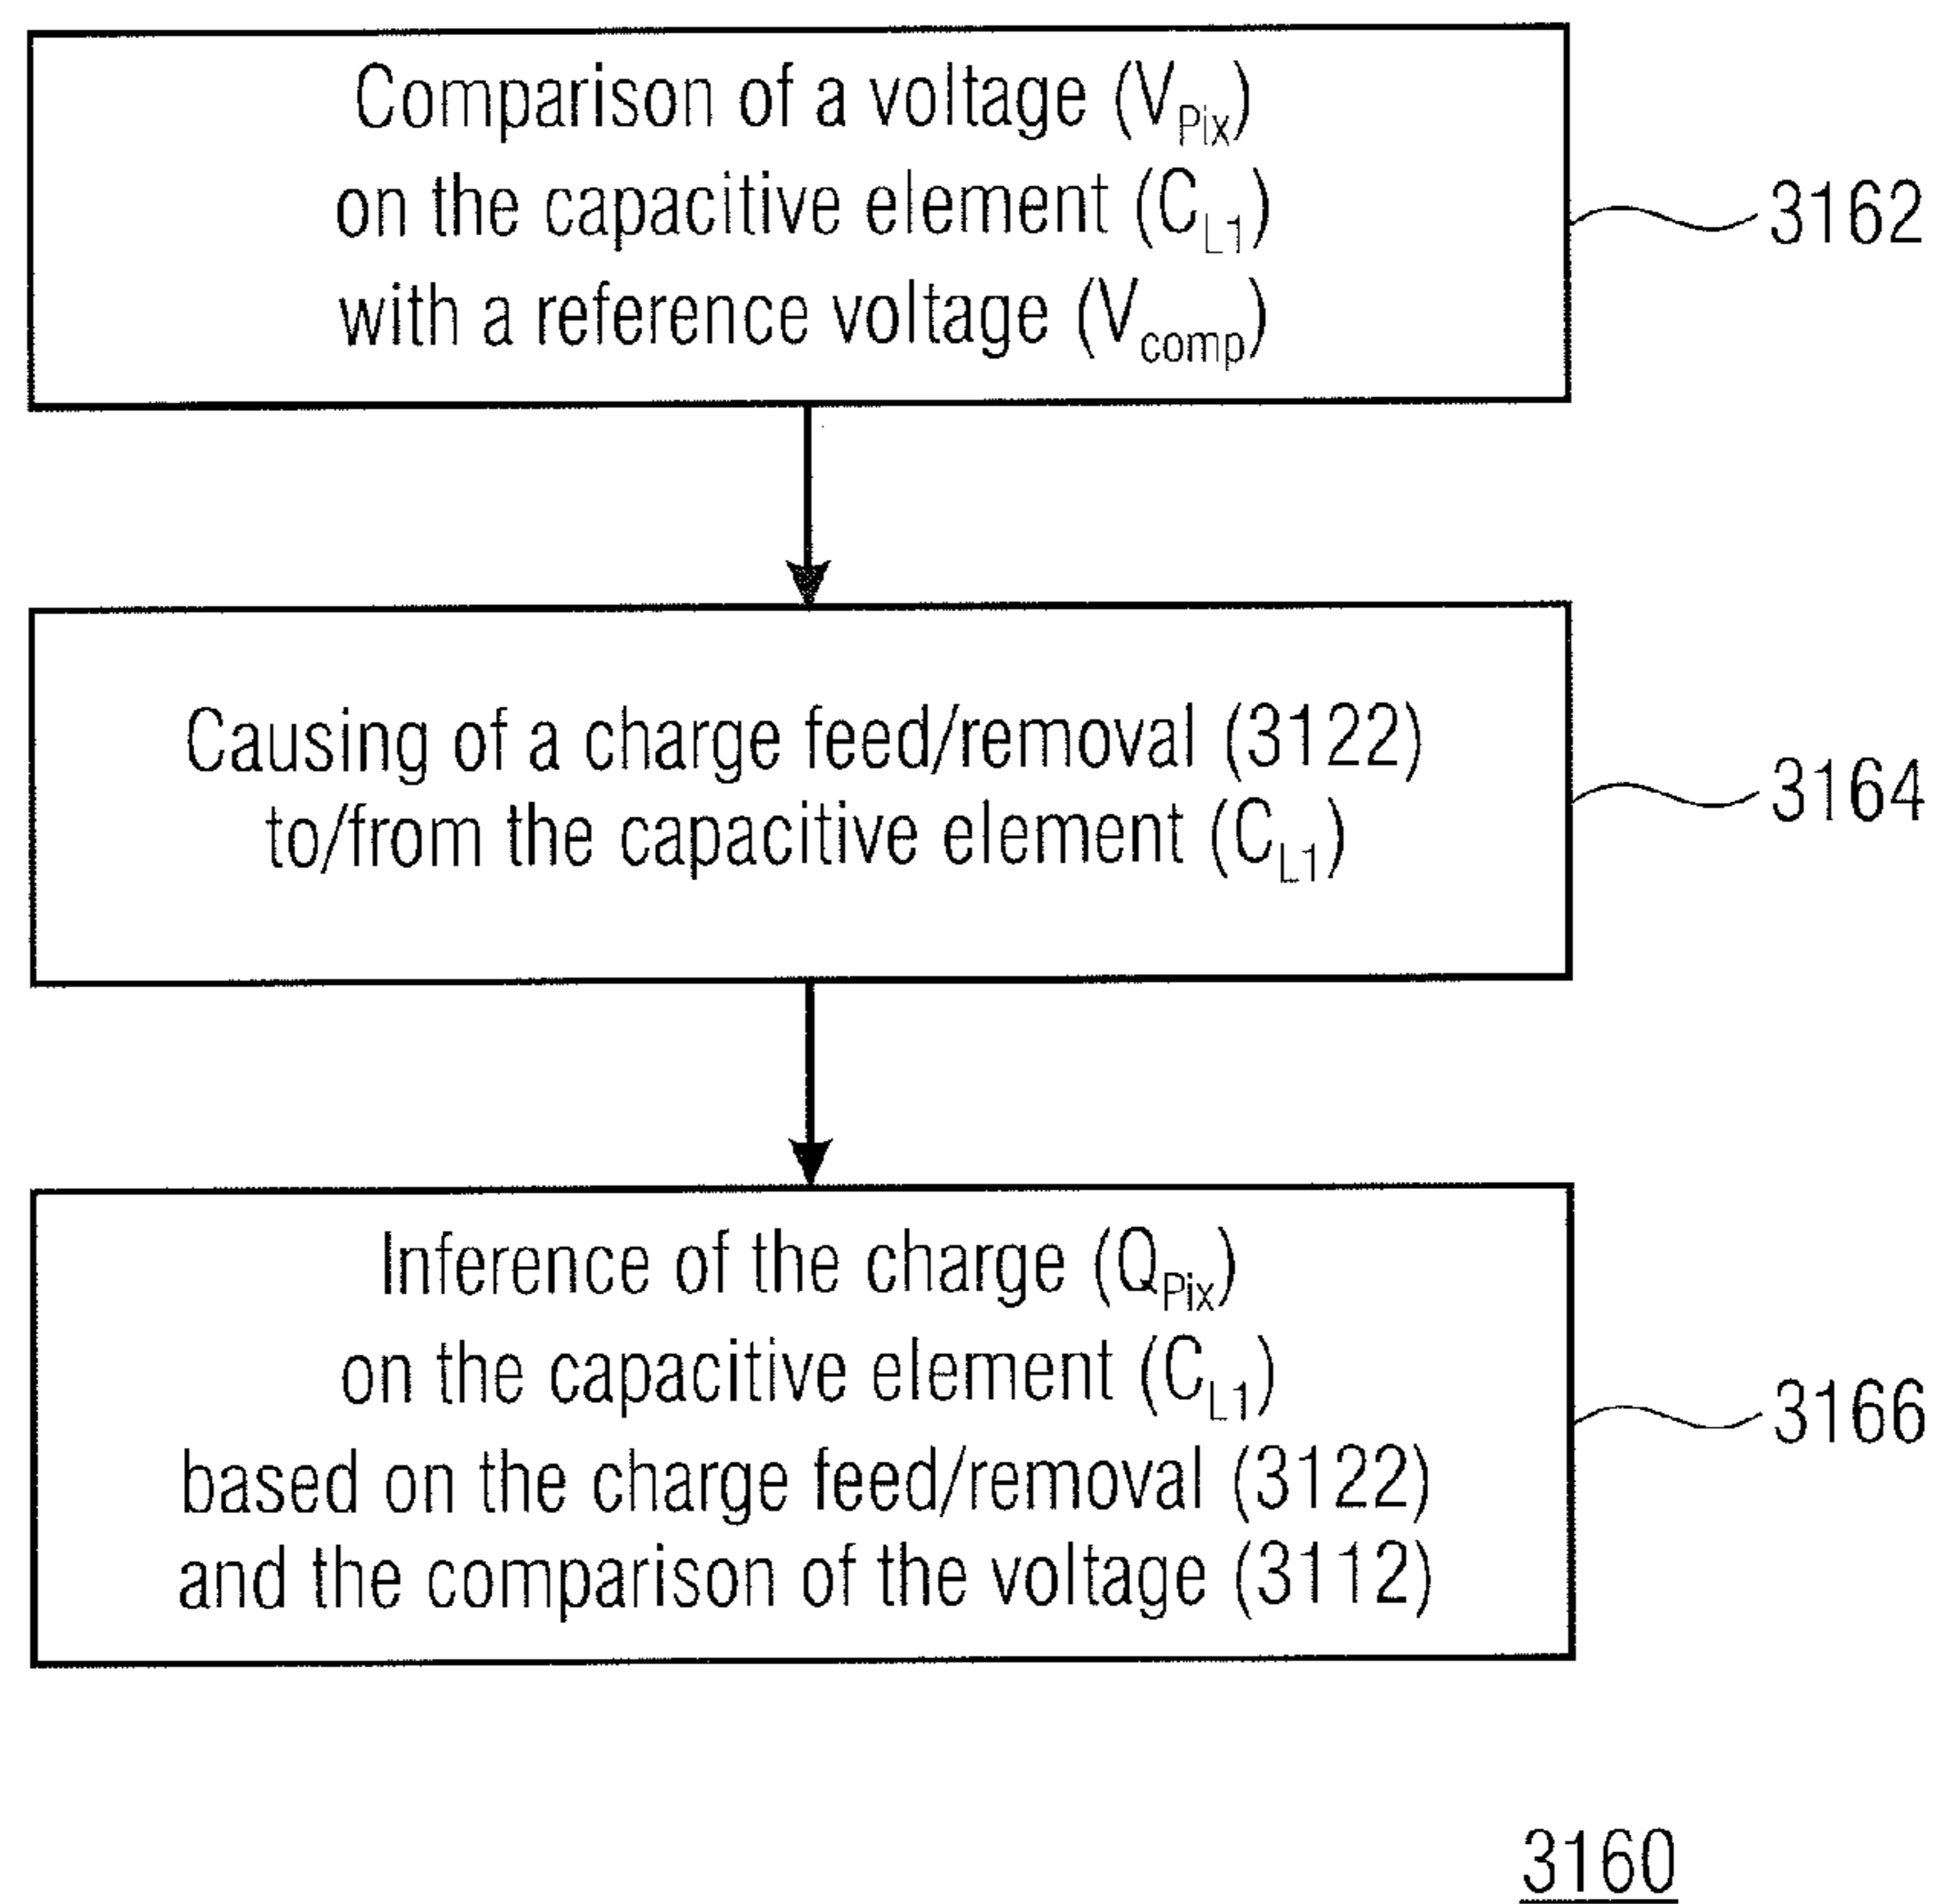 Comparison of a voltage (V_Pix)
on the capacitive element (C_L1)
with a reference voltage (V_comp)
3162
Causing of a charge feed/removal (3122)
to/from the capacitive element (C_L1)
3164
Inference of the charge (Q_Pix)
on the capacitive element (C_L1)
based on the charge feed/removal (3122)
and the comparison of the voltage (3112)
3166
3160